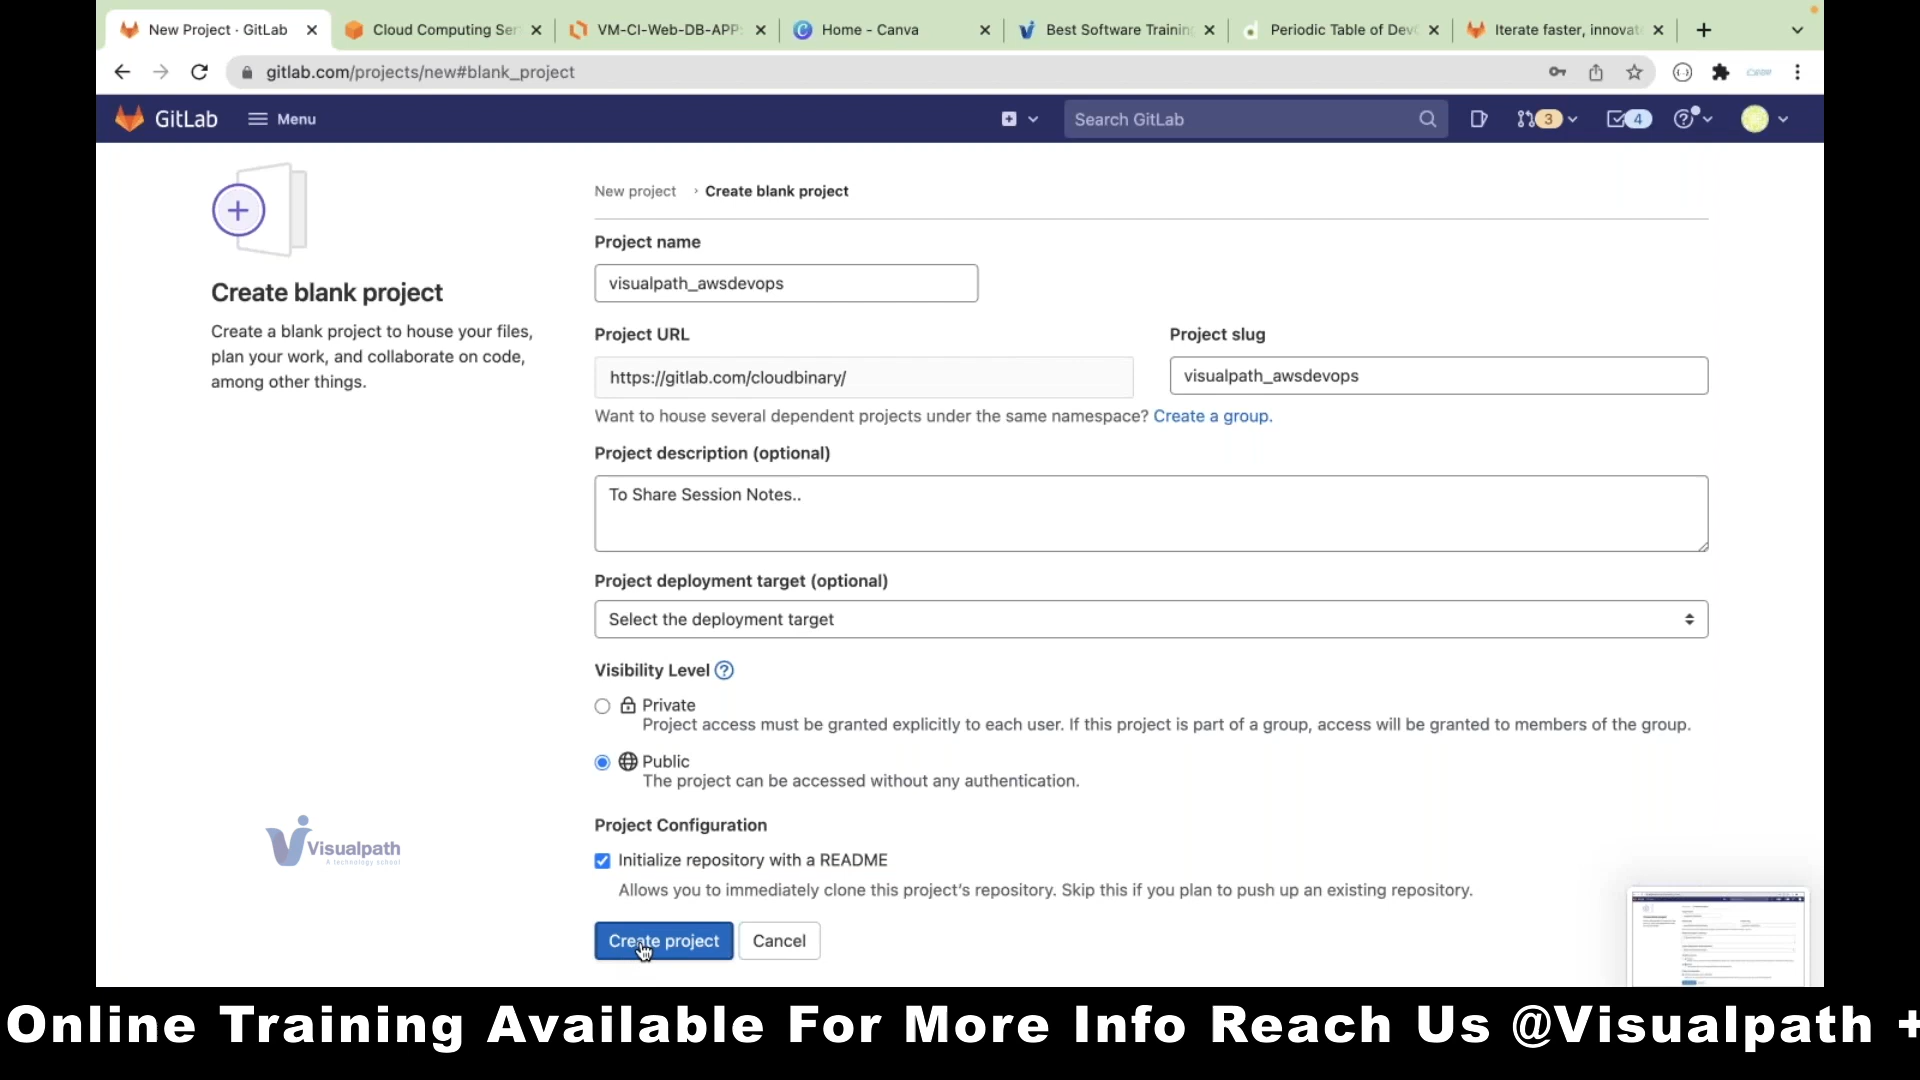 New Project · GitLab
Cloud Computing Ser
VM-CI-Web-DB-APP
Home - Canva
Best Software Training
Periodic Table of Dev
Iterate faster, innovat
gitlab.com/projects/new#blank_project
GitLab
Menu
Search GitLab
3
4
New project › Create blank project
Create blank project
Create a blank project to house your files,
plan your work, and collaborate on code,
among other things.
Project name
visualpath_awsdevops
Project URL
Project slug
https://gitlab.com/cloudbinary/
visualpath_awsdevops
Want to house several dependent projects under the same namespace? Create a group.
Project description (optional)
To Share Session Notes..
Project deployment target (optional)
Select the deployment target
Visibility Level
Private
Project access must be granted explicitly to each user. If this project is part of a group, access will be granted to members of the group.
Public
The project can be accessed without any authentication.
Project Configuration
Initialize repository with a README
Allows you to immediately clone this project's repository. Skip this if you plan to push up an existing repository.
Create project
Cancel
Visualpath
A technology school
Online Training Available For More Info Reach Us @Visualpath +